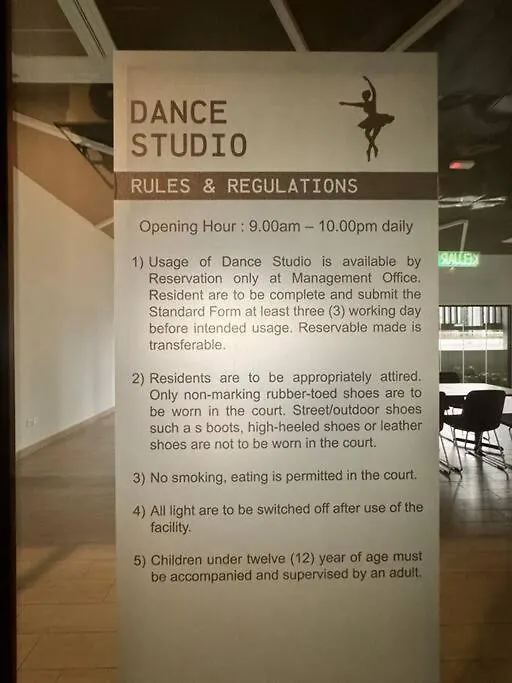 DANCE
STUDIO
RULES & REGULATIONS
Opening Hour : 9.00am – 10.00pm daily
1) Usage of Dance Studio is available by
Reservation only at Management Office.
Resident are to be complete and submit the
Standard Form at least three (3) working day
before intended usage. Reservable made is
transferable.
2) Residents are to be appropriately attired.
Only non-marking rubber-toed shoes are to
be worn in the court. Street/outdoor shoes
such a s boots, high-heeled shoes or leather
shoes are not to be worn in the court.
3) No smoking, eating is permitted in the court.
4) All light are to be switched off after use of the
facility.
5) Children under twelve (12) year of age must
be accompanied and supervised by an adult.
KELUAR